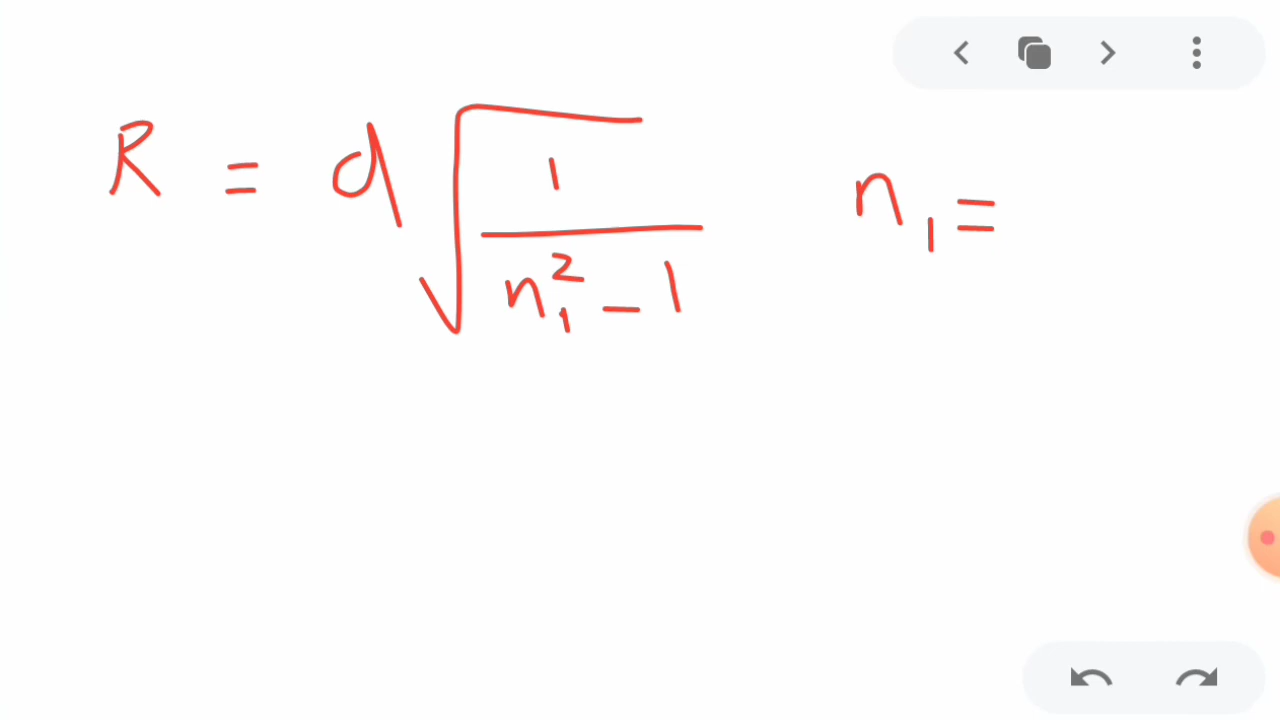 R = d √(1/(n₁² - 1))    n₁ =